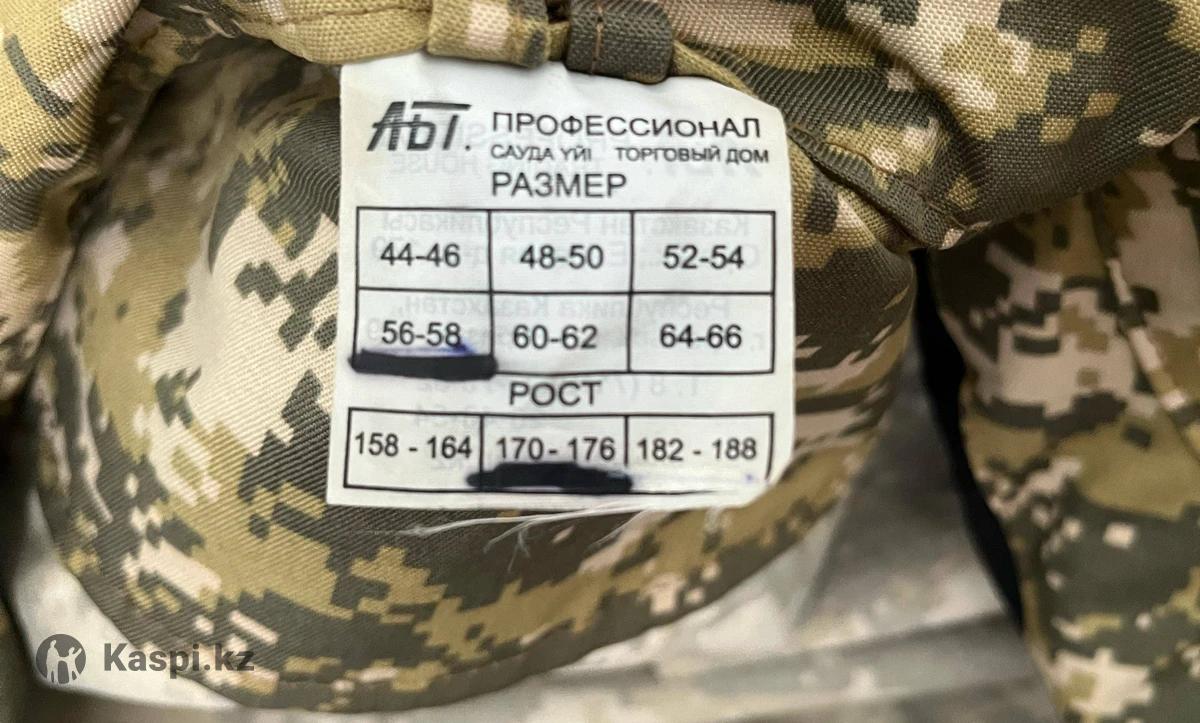 АБТ. ПРОФЕССИОНАЛ
САУДА ҮЙІ ТОРГОВЫЙ ДОМ
РАЗМЕР
44-46 48-50 52-54
56-58 60-62 64-66
РОСТ
158 - 164 170- 176 182 - 188
Kaspi.kz